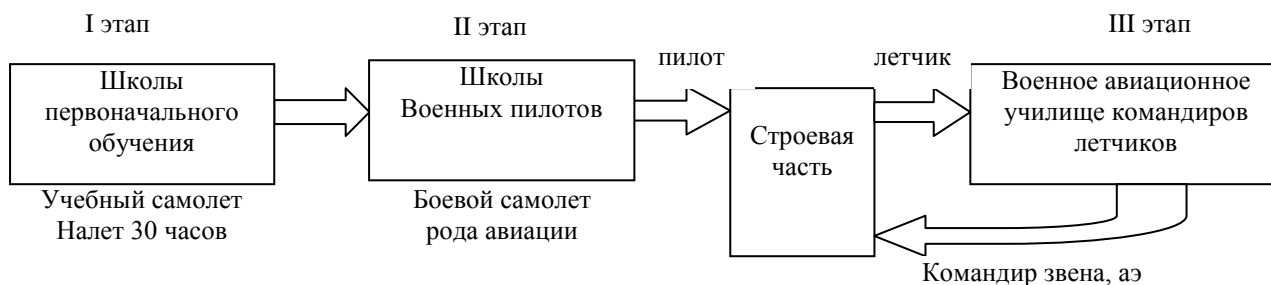 I этап
II этап
III этап
Школы
первоначального
обучения
Учебный самолет
Налет 30 часов
Школы
Военных пилотов
Боевой самолет
рода авиации
пилот
Строевая
часть
летчик
Военное авиационное
училище командиров
летчиков
Командир звена, аэ